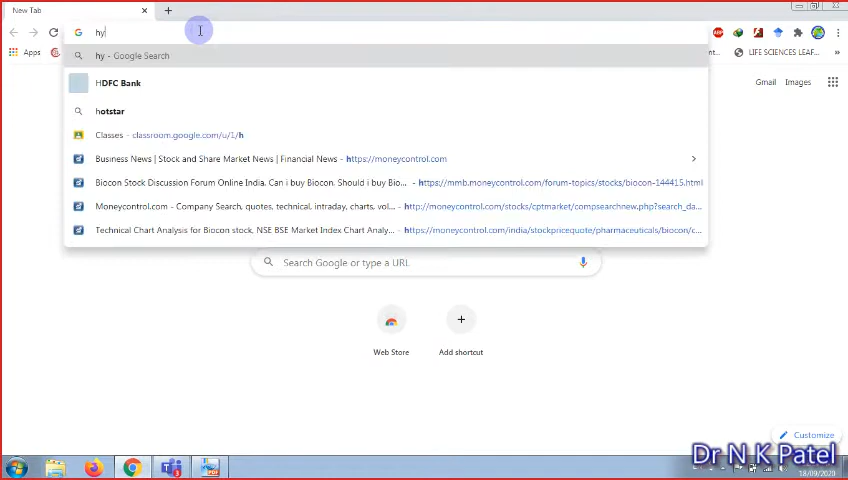 New Tab
hy
Apps
nt...
LIFE SCIENCES LEAF...
hy - Google Search
HDFC Bank
hotstar
Classes - classroom.google.com/u/1/h
Business News | Stock and Share Market News | Financial News - https://moneycontrol.com
Biocon Stock Discussion Forum Online India. Can i buy Biocon. Should i buy Bio... - https://mmb.moneycontrol.com/forum-topics/stocks/biocon-144415.html
Moneycontrol.com - Company Search, quotes, technical, intraday, charts, vol... - http://moneycontrol.com/stocks/cptmarket/compsearchnew.php?search_da...
Technical Chart Analysis for Biocon stock, NSE BSE Market Index Chart Analy... - https://moneycontrol.com/india/stockpricequote/pharmaceuticals/biocon/c...
Gmail Images
Search Google or type a URL
Web Store
Add shortcut
Customize
Dr N K Patel
18/09/2020